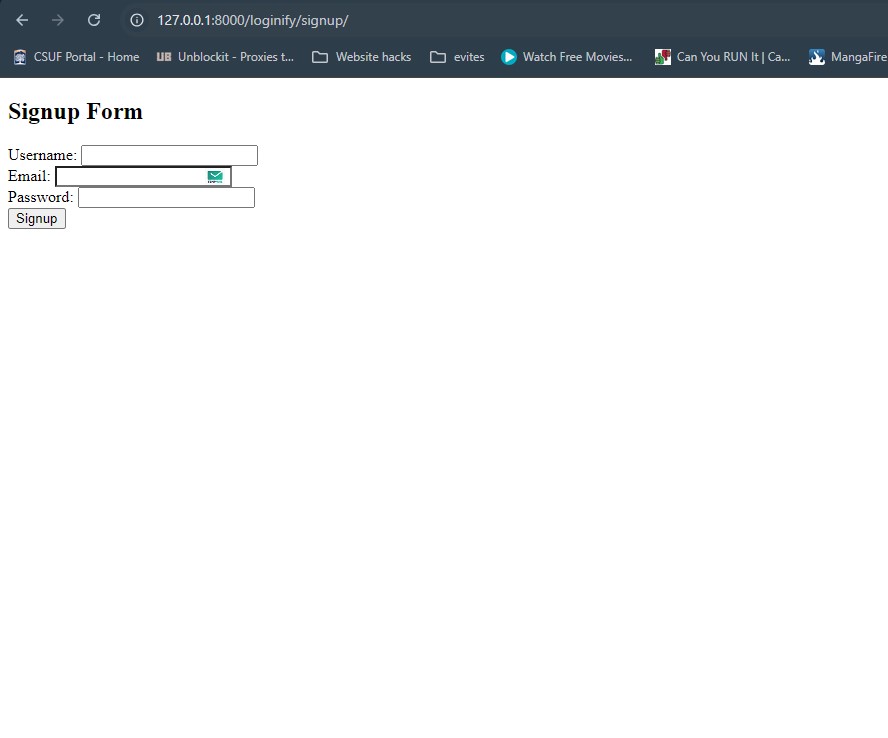 127.0.0.1:8000/loginify/signup/
CSUF Portal - Home UB Unblockit - Proxies t... Website hacks evites Watch Free Movies... Can You RUN It | Ca... MangaFire
Signup Form
Username:
Email:
Password:
Signup